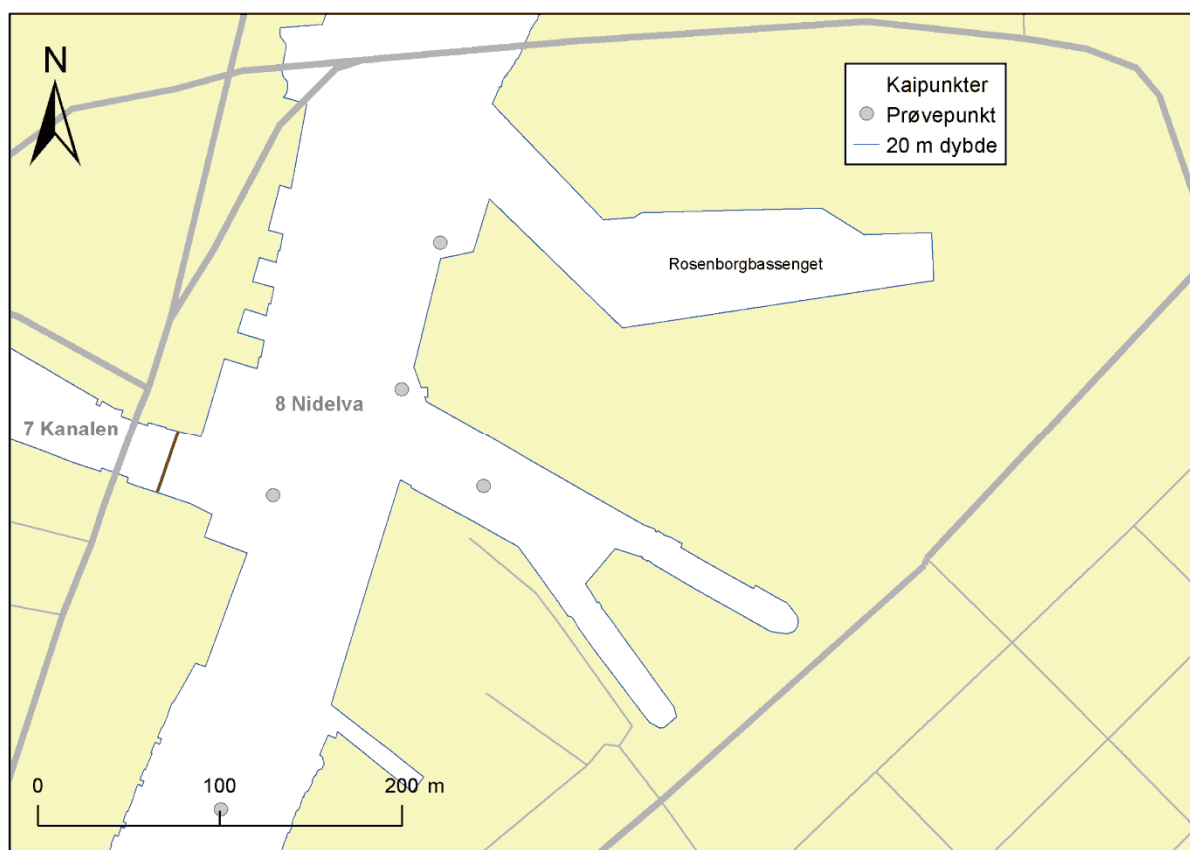 N
Kaipunkter
Prøvepunkt
20 m dybde
Rosenborgbassenget
8 Nidelva
7 Kanalen
0 100 200 m